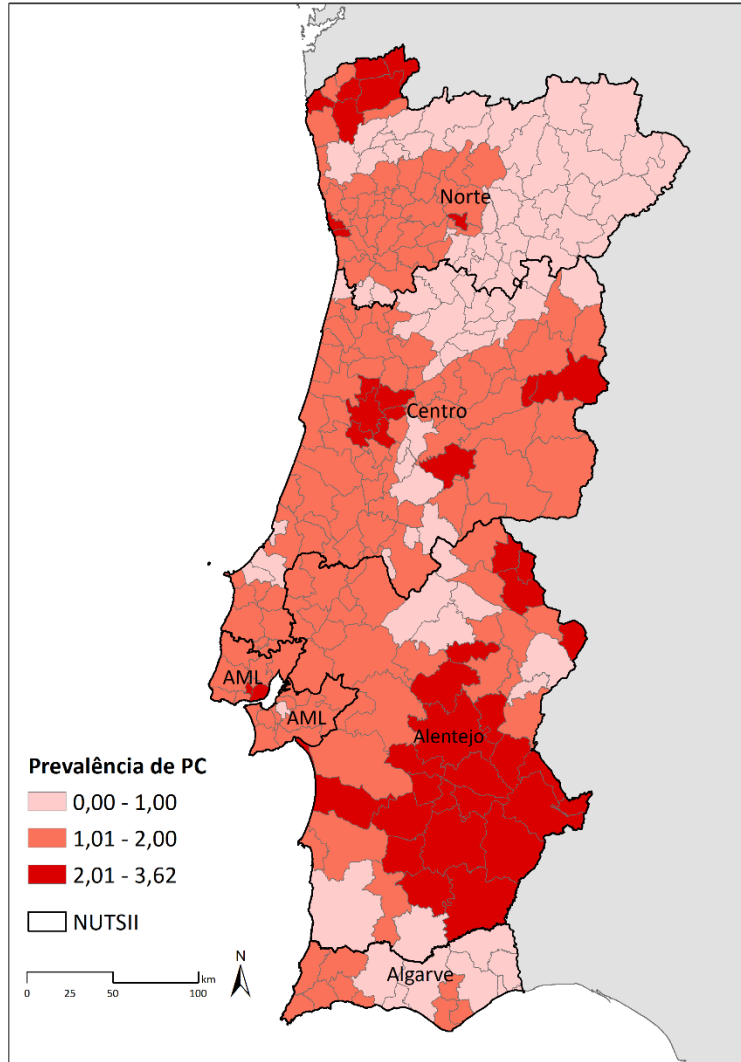 Norte
Centro
AML
AML
Alentejo
Prevalência de PC
0,00 - 1,00
1,01 - 2,00
2,01 - 3,62
NUTSII
Algarve
N
km
0 25 50 100